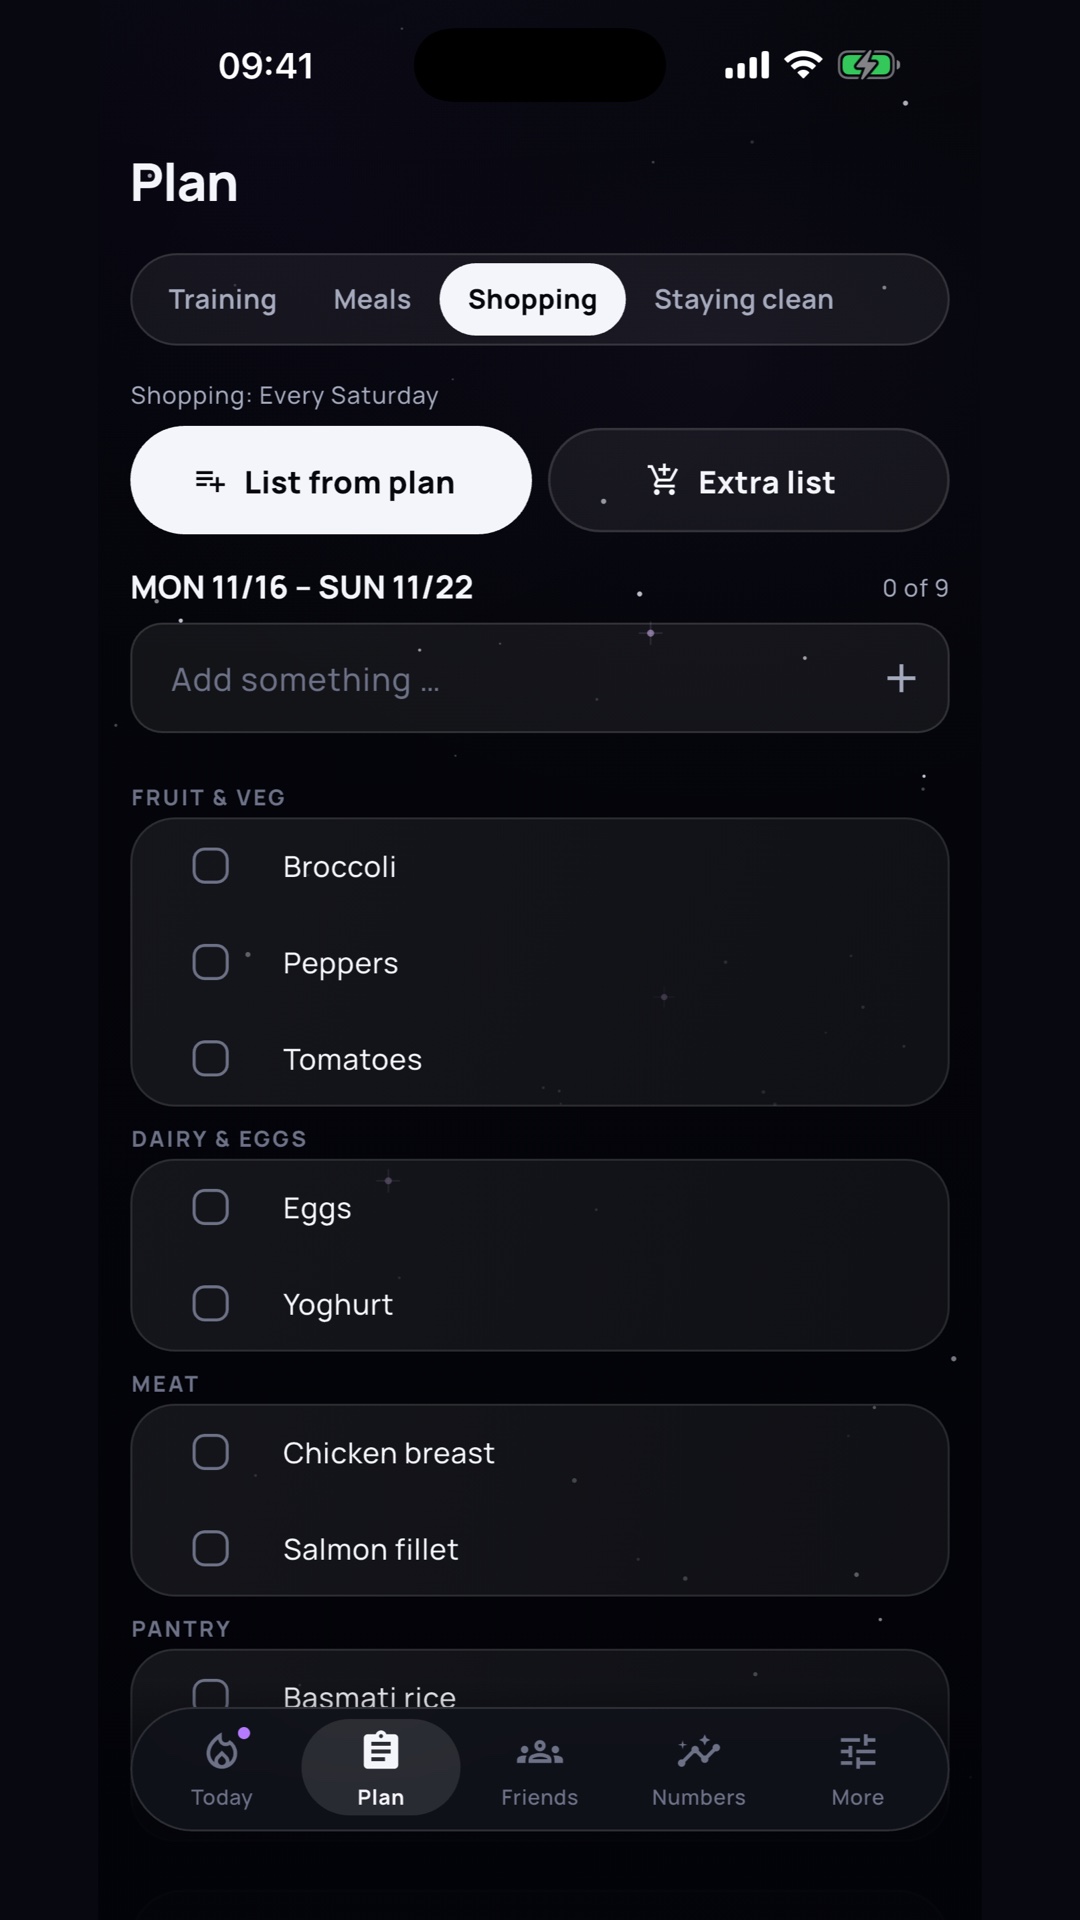 09:41
Plan
Training Meals Shopping Staying clean
Shopping: Every Saturday
List from plan Extra list
MON 11/16 – SUN 11/22 0 of 9
Add something ...
FRUIT & VEG
Broccoli
Peppers
Tomatoes
DAIRY & EGGS
Eggs
Yoghurt
MEAT
Chicken breast
Salmon fillet
PANTRY
Basmati rice
Today Plan Friends Numbers More